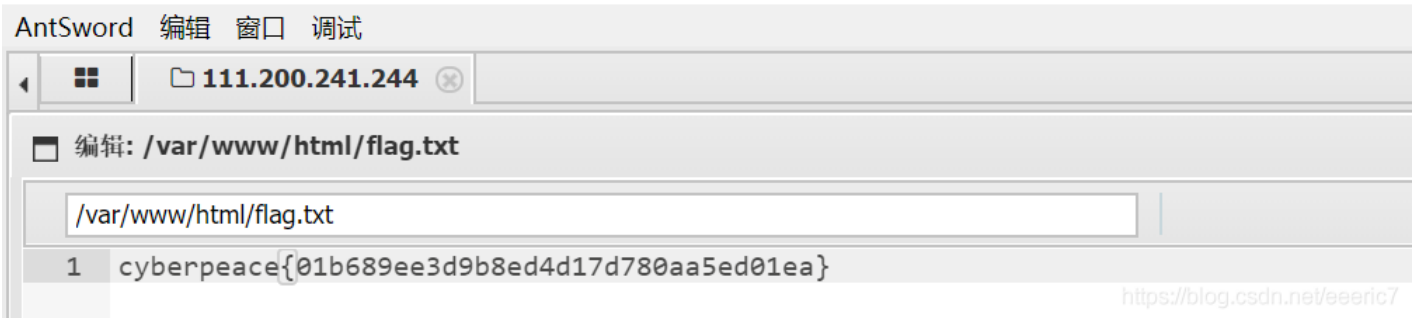 AntSword 编辑 窗口 调试
111.200.241.244
编辑: /var/www/html/flag.txt
/var/www/html/flag.txt
1 cyberpeace{01b689ee3d9b8ed4d17d780aa5ed01ea}
https://blog.csdn.net/eeeric7